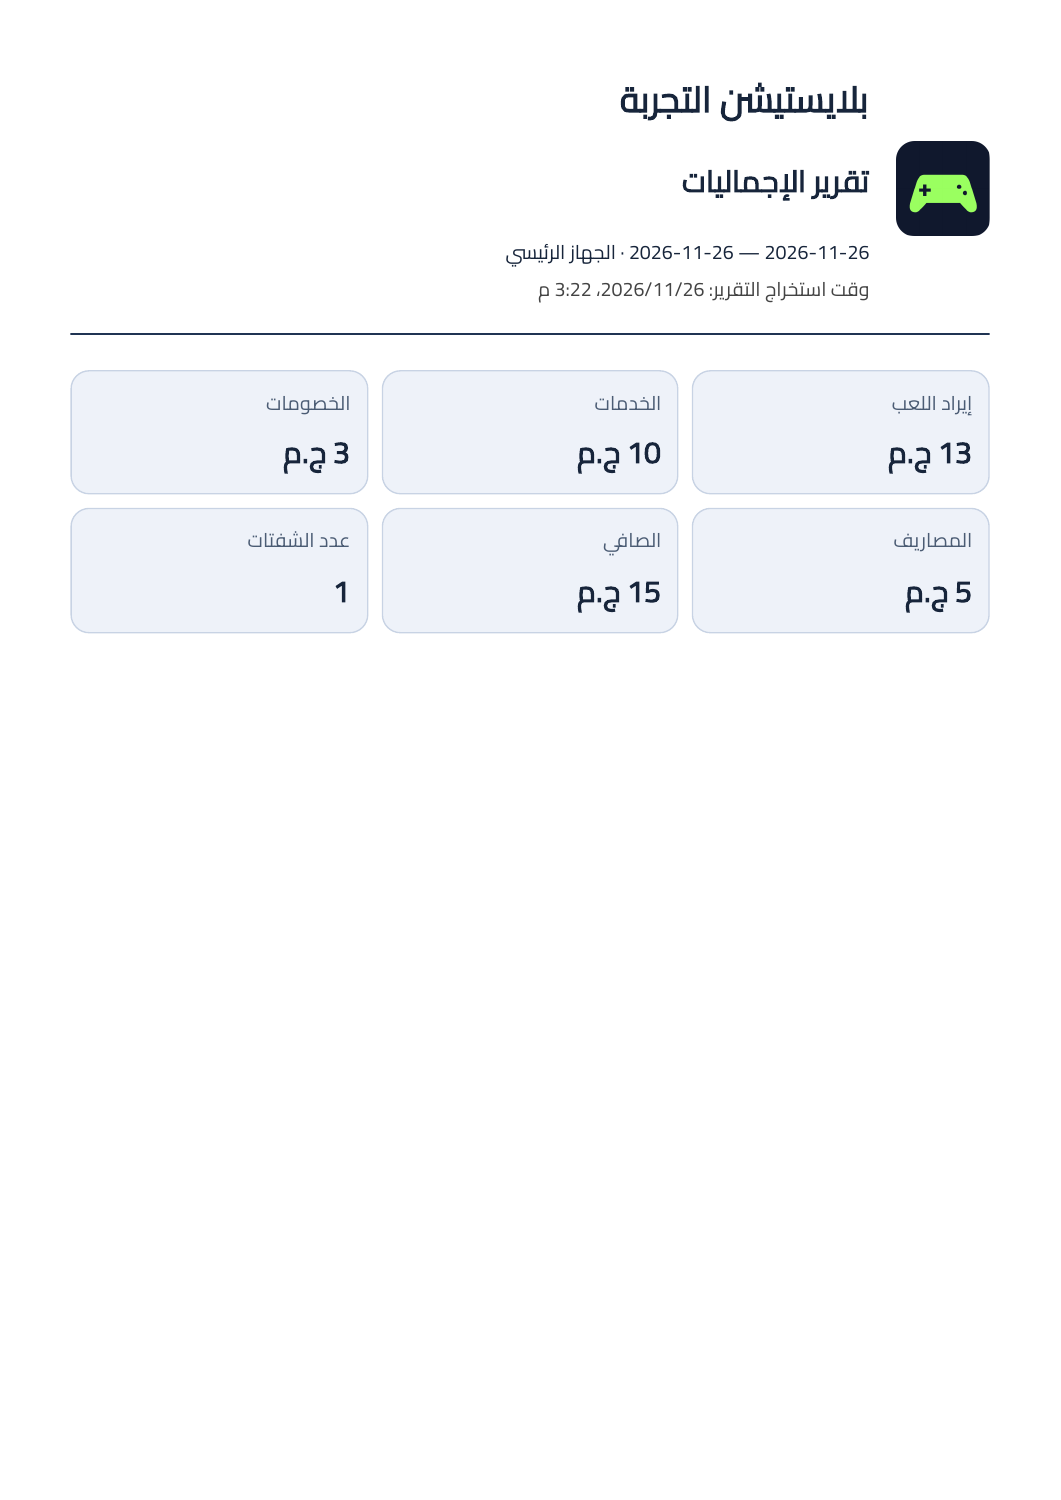 بلايستيشن التجربة
تقرير الإجماليات
2026-11-26 — 2026-11-26 · الجهاز الرئيسي
وقت استخراج التقرير: 2026/11/26، 3:22 م
إيراد اللعب
13 ج.م
الخدمات
10 ج.م
الخصومات
3 ج.م
المصاريف
5 ج.م
الصافي
15 ج.م
عدد الشفتات
1